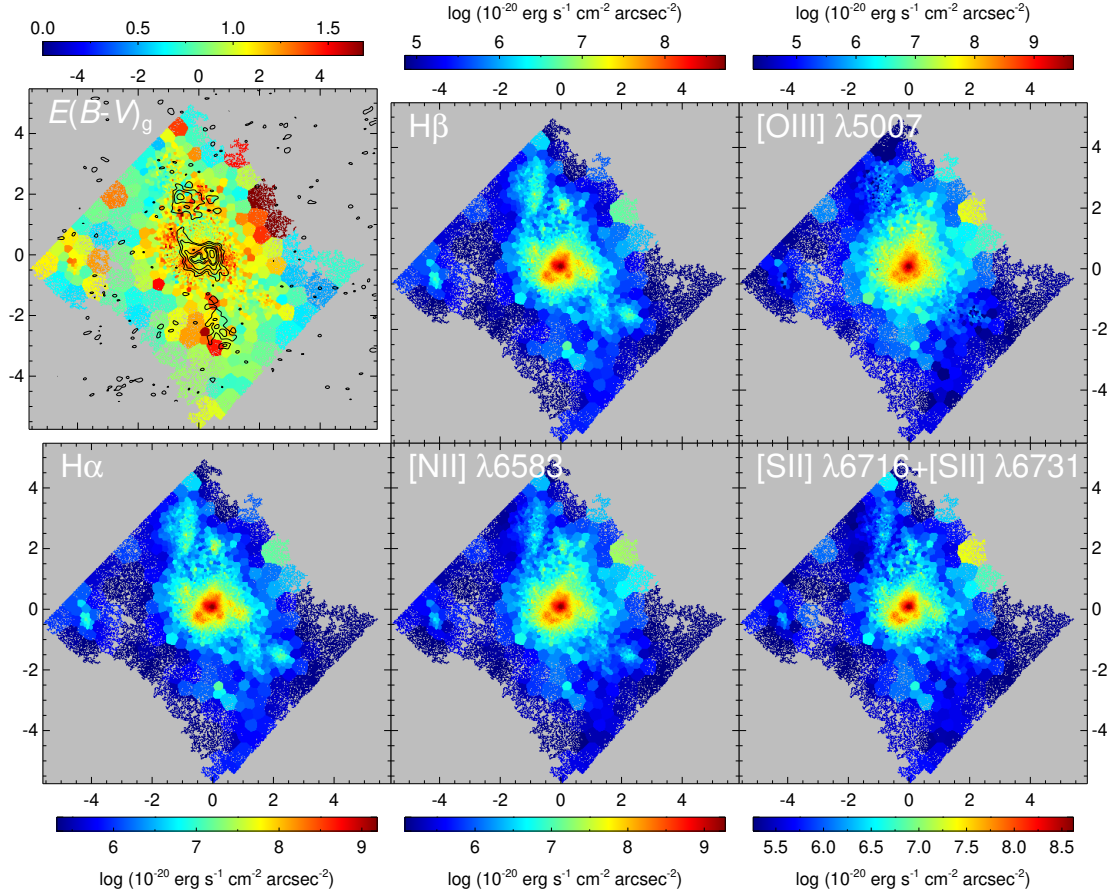 log (10-20 erg s-1 cm-2 arcsec-2) log (10-20 erg s-1 cm-2 arcsec-2)
0.0 0.5 1.0 1.5 5 6 7 8 5 6 7 8 9
-4 -2 0 2 4 -4 -2 0 2 4 -4 -2 0 2 4
E(B-V)g Hβ [OIII] λ5007
4 4
2 2
0 0
-2 -2
-4 -4
Hα [NII] λ6583 [SII] λ6716+[SII] λ6731
4 4
2 2
0 0
-2 -2
-4 -4
-4 -2 0 2 4 -4 -2 0 2 4 -4 -2 0 2 4
6 7 8 9 6 7 8 9 5.5 6.0 6.5 7.0 7.5 8.0 8.5
log (10-20 erg s-1 cm-2 arcsec-2) log (10-20 erg s-1 cm-2 arcsec-2) log (10-20 erg s-1 cm-2 arcsec-2)